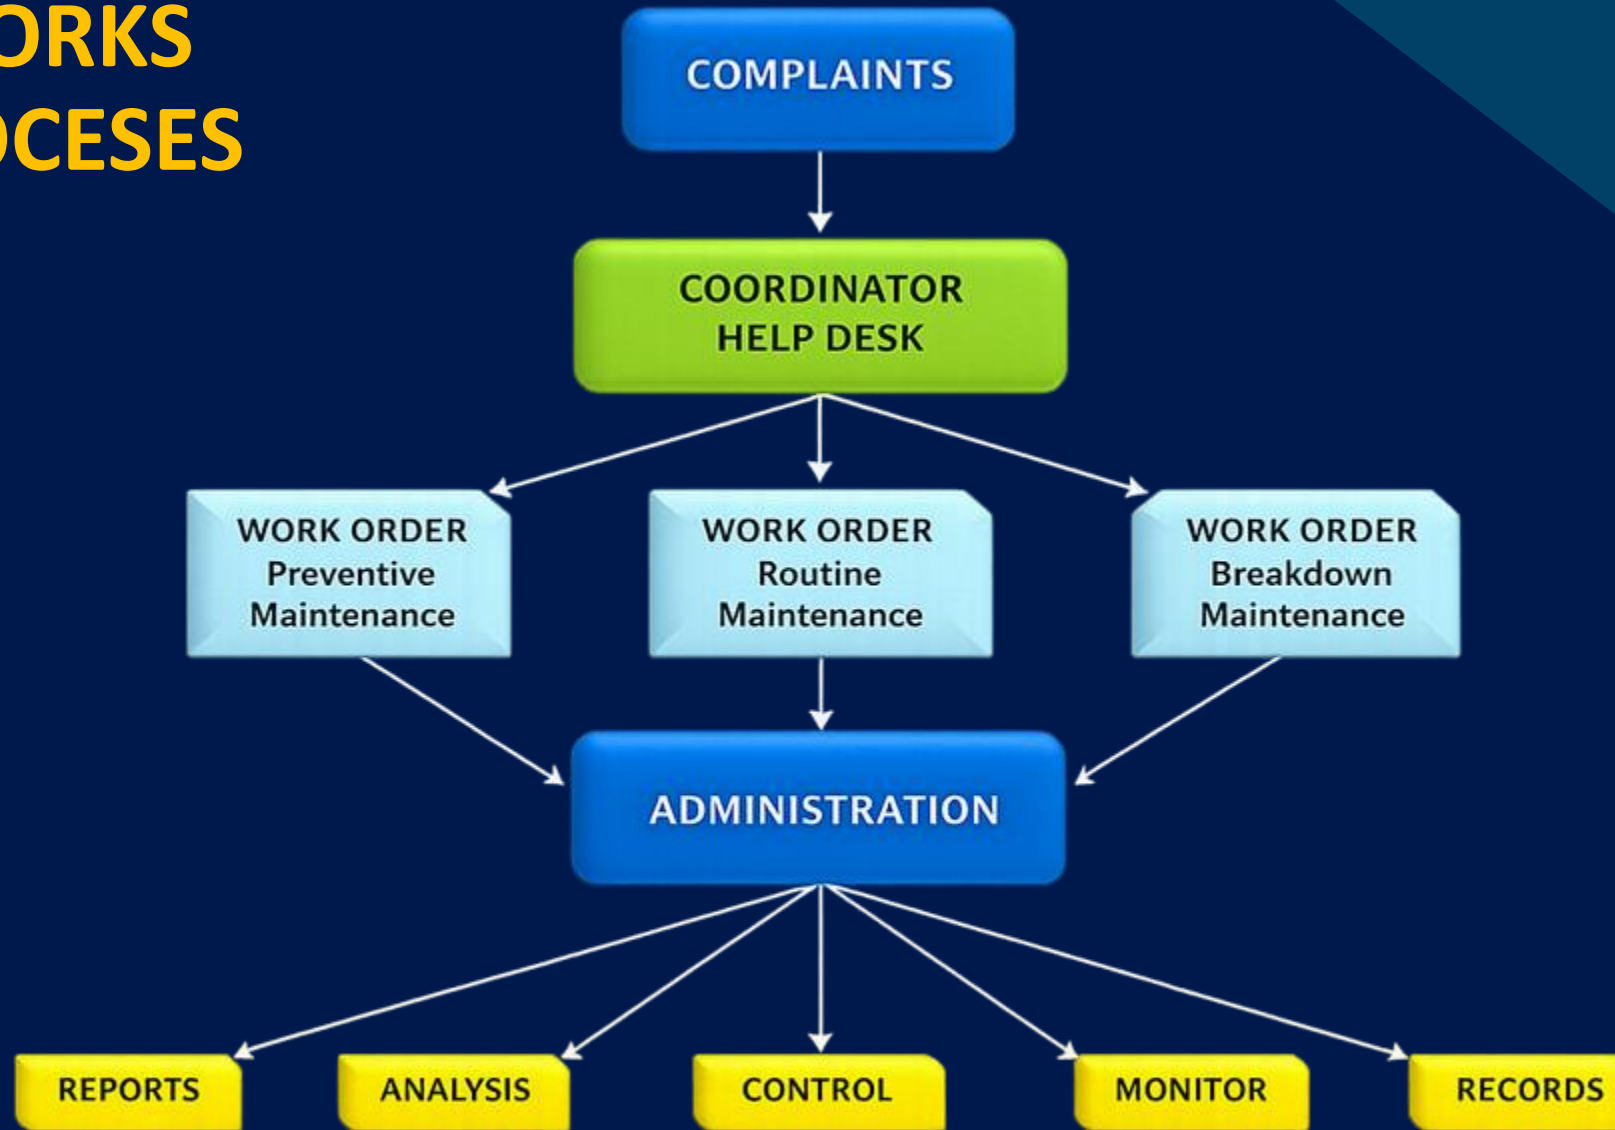 ORKS
OCESES
COMPLAINTS
COORDINATOR
HELP DESK
WORK ORDER
Preventive
Maintenance
WORK ORDER
Routine
Maintenance
WORK ORDER
Breakdown
Maintenance
ADMINISTRATION
REPORTS
ANALYSIS
CONTROL
MONITOR
RECORDS